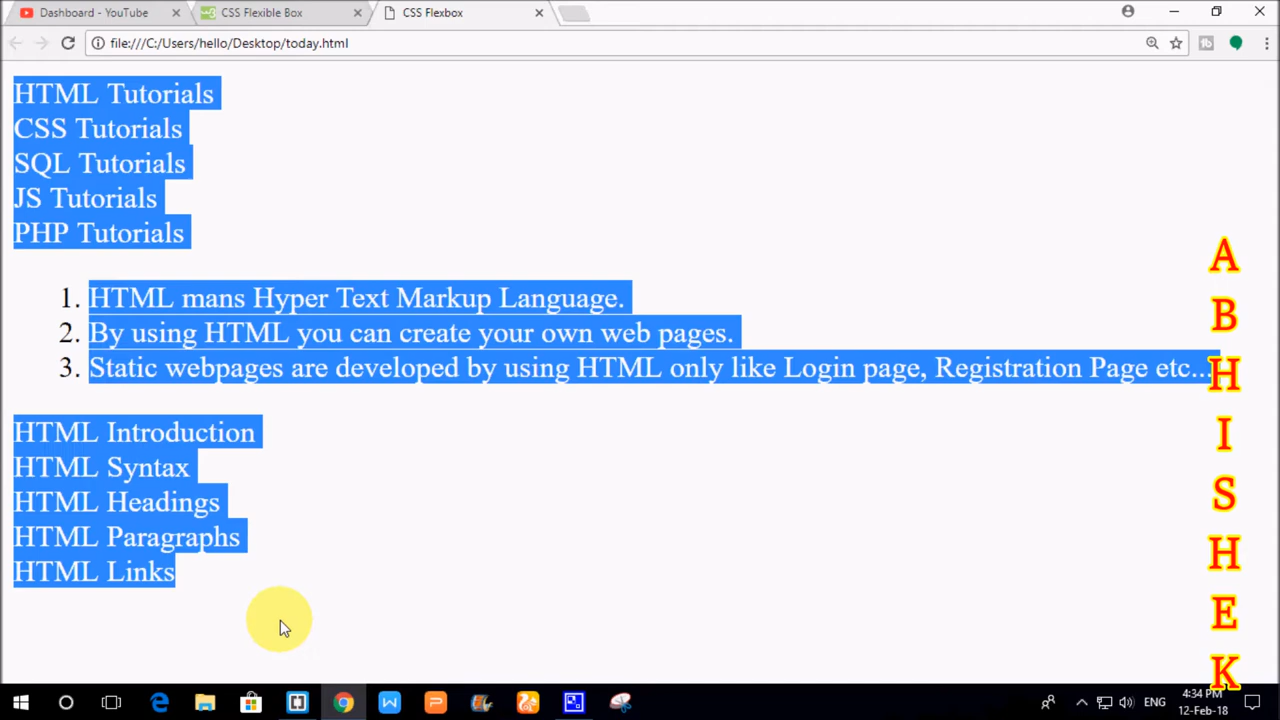 Dashboard - YouTube
CSS Flexible Box
CSS Flexbox
file:///C:/Users/hello/Desktop/today.html
HTML Tutorials
CSS Tutorials
SQL Tutorials
JS Tutorials
PHP Tutorials
1. HTML mans Hyper Text Markup Language.
2. By using HTML you can create your own web pages.
3. Static webpages are developed by using HTML only like Login page, Registration Page etc...
HTML Introduction
HTML Syntax
HTML Headings
HTML Paragraphs
HTML Links
A
B
H
I
S
H
E
K
ENG
4:34 PM
12-Feb-18